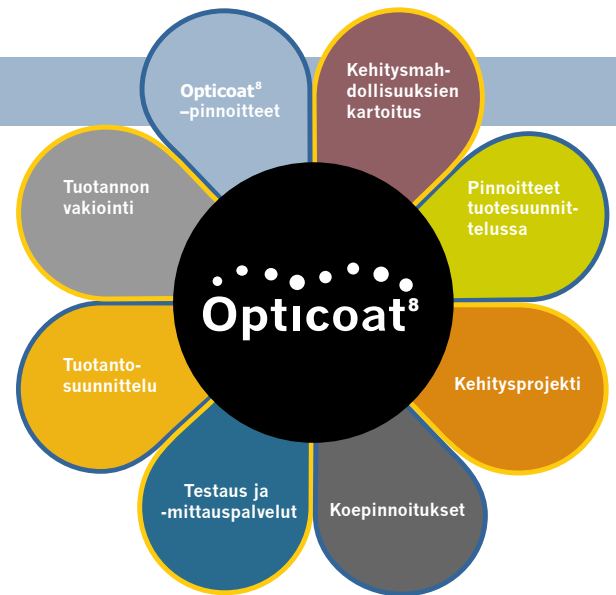 Opticoat⁸
–pinnoitteet
Kehitysmah-
dollisuuksien
kartoitus
Pinnoitteet
tuotesuunnit-
telussa
Kehitysprojekti
Koepinnoitukset
Testaus ja
-mittauspalvelut
Tuotanto-
suunnittelu
Tuotannon
vakiointi
Opticoat⁸